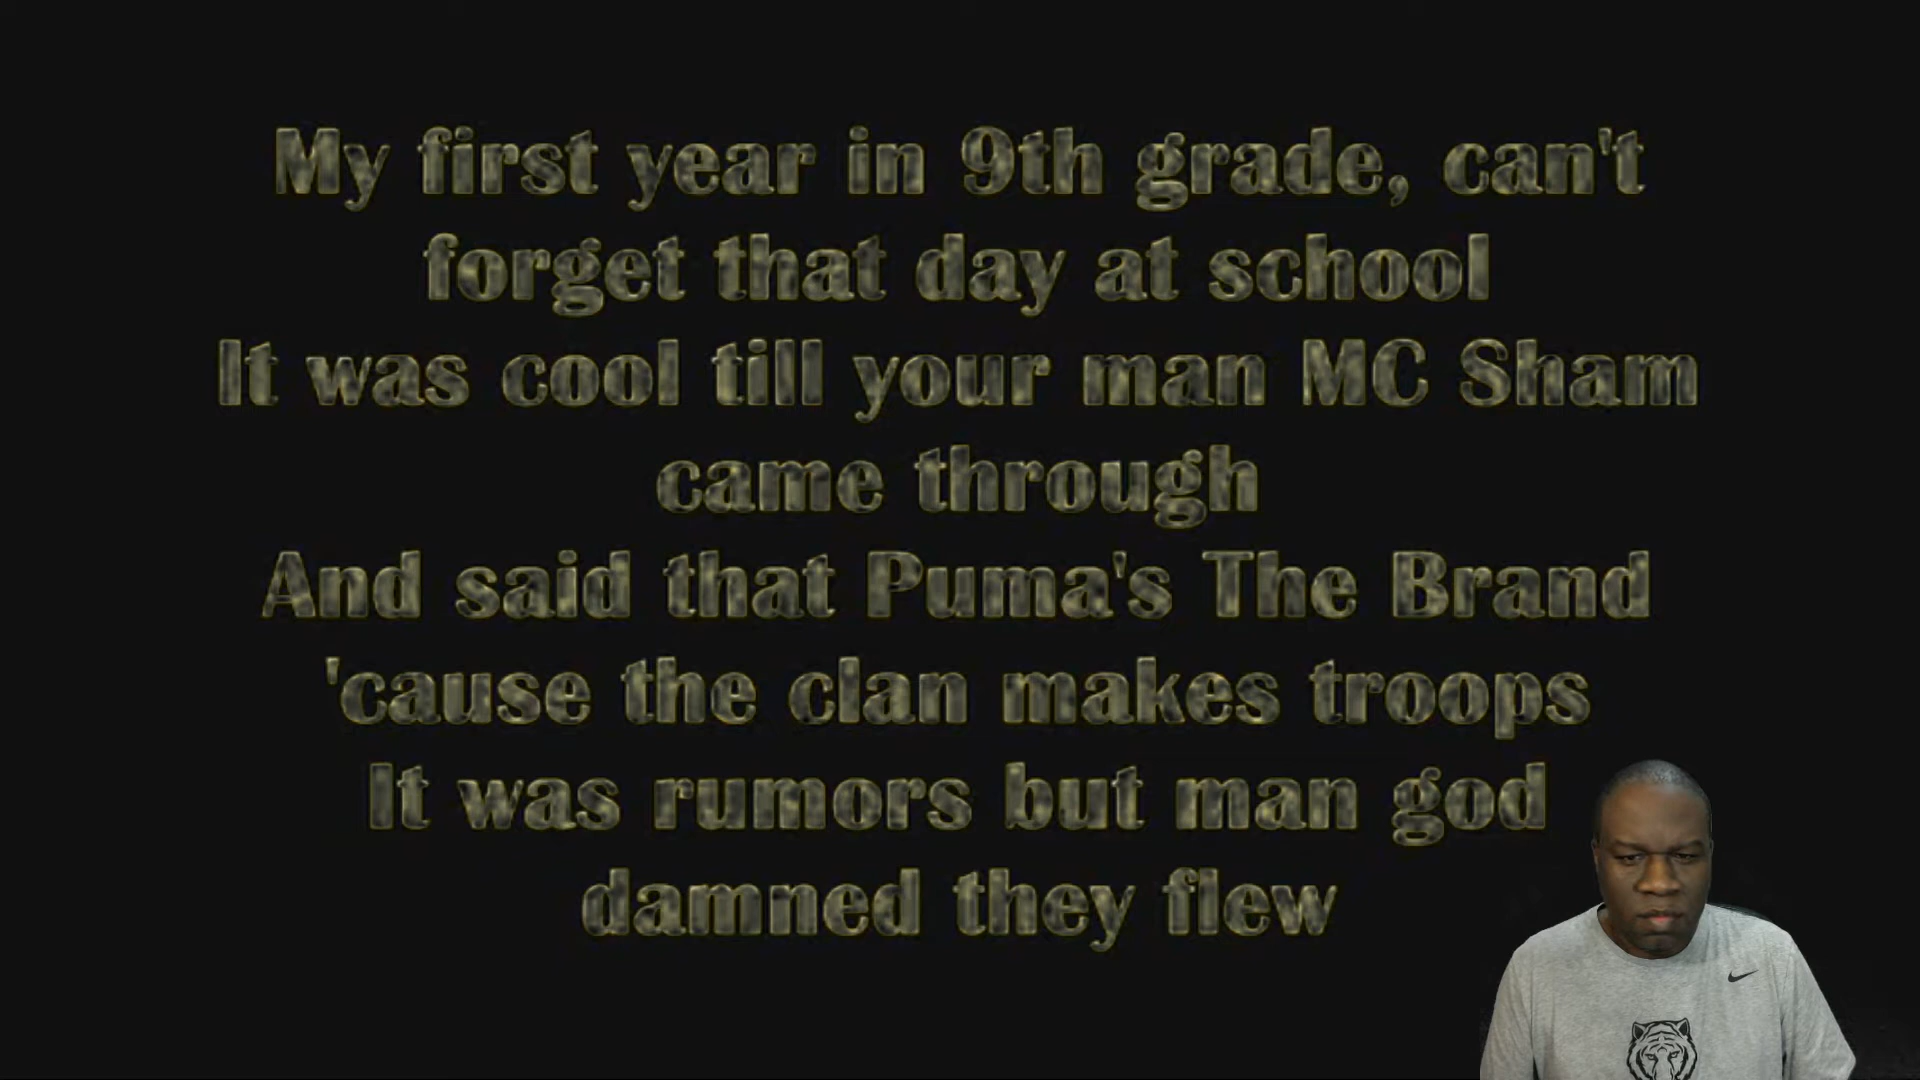 My first year in 9th grade, can't
forget that day at school
It was cool till your man MC Sham
came through
And said that Puma's The Brand
'cause the clan makes troops
It was rumors but man god
damned they flew